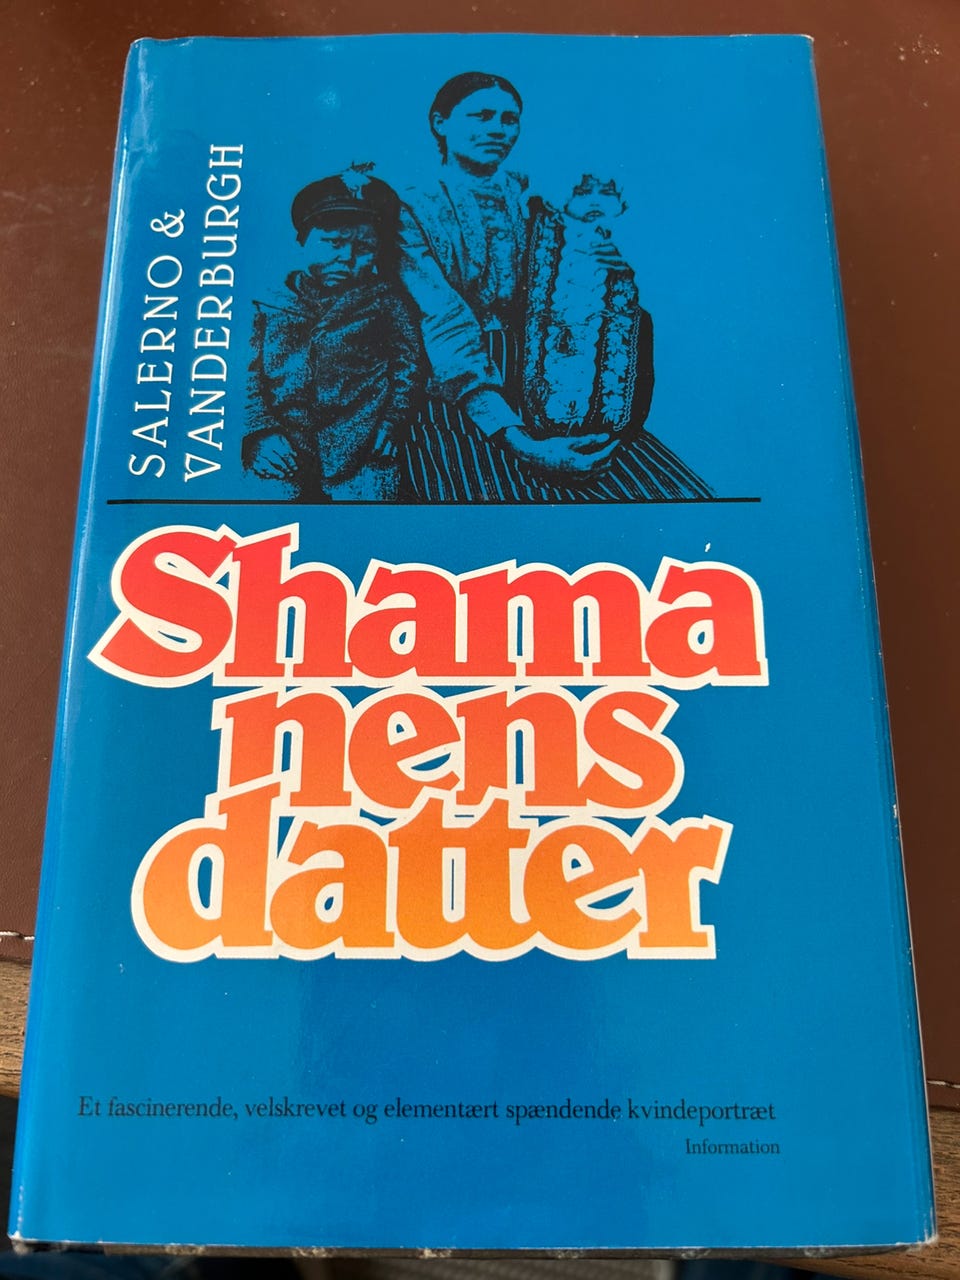 SALERNO &
VANDERBURGH
Shama
nens
datter
Et fascinerende, velskrevet og elementært spændende kvindeportræt
Information